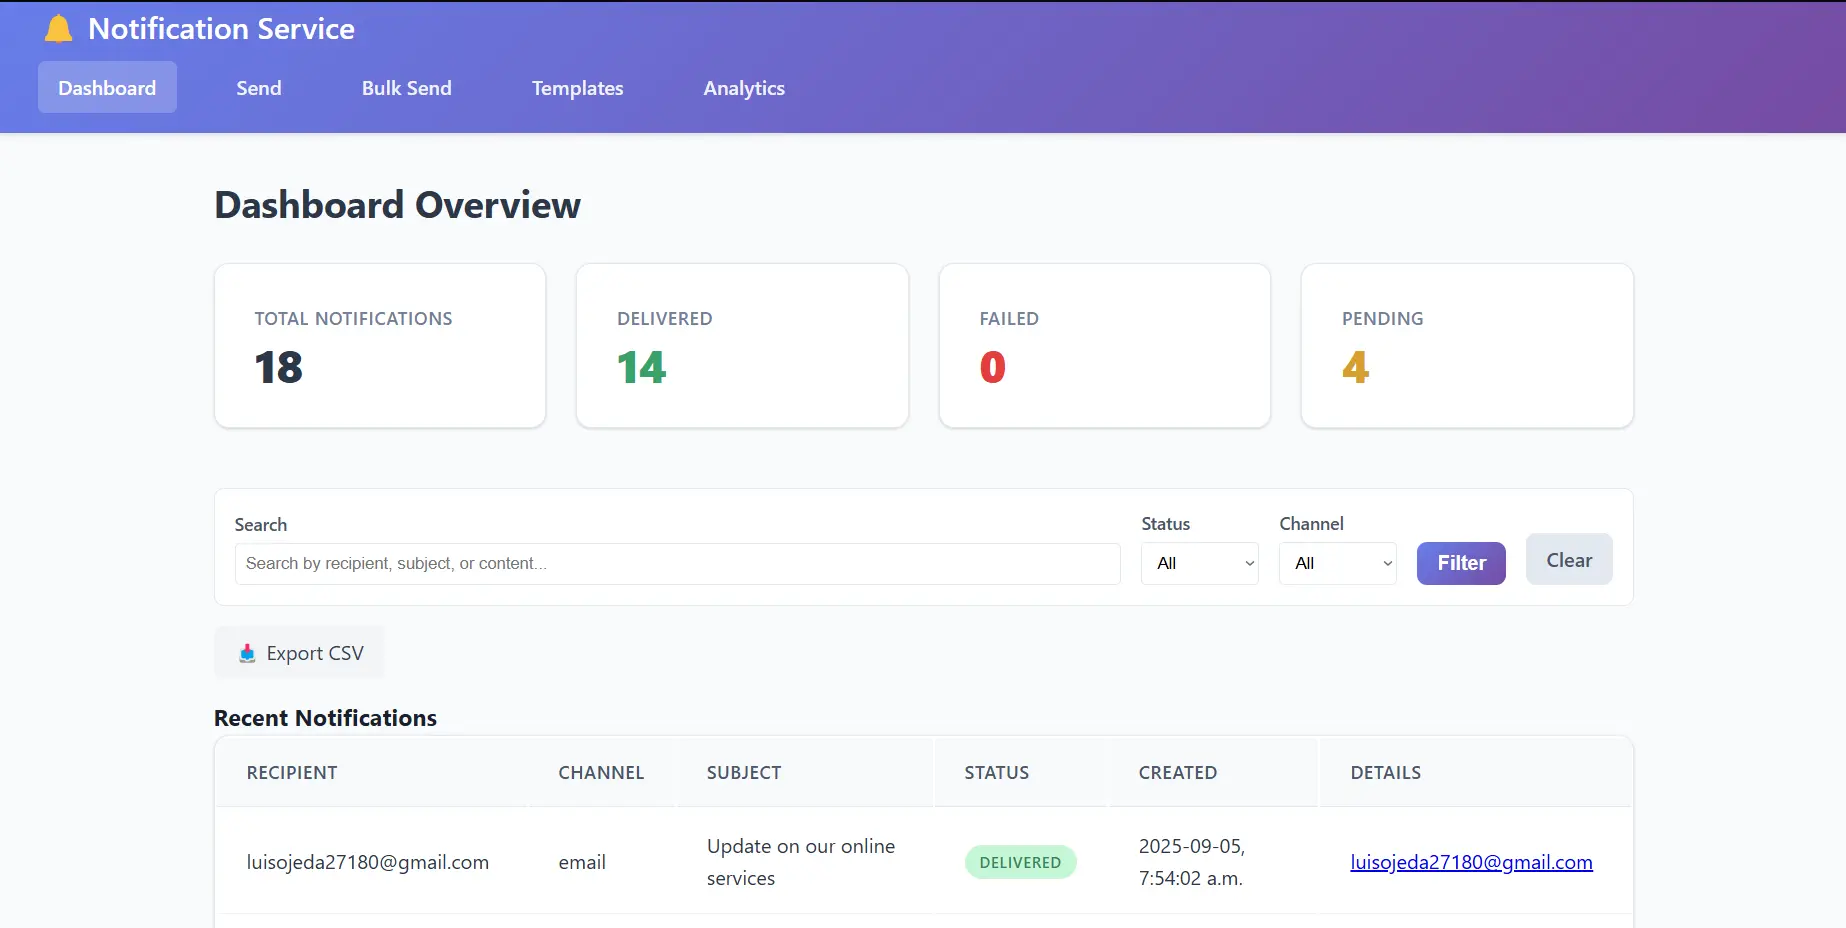 Notification Service
Dashboard Send Bulk Send Templates Analytics
Dashboard Overview
TOTAL NOTIFICATIONS DELIVERED FAILED PENDING
18 14 0 4
Search Status Channel
Search by recipient, subject, or content... All All Filter Clear
Export CSV
Recent Notifications
RECIPIENT CHANNEL SUBJECT STATUS CREATED DETAILS
luisojeda27180@gmail.com email Update on our online DELIVERED 2025-09-05, luisojeda27180@gmail.com
services 7:54:02 a.m.